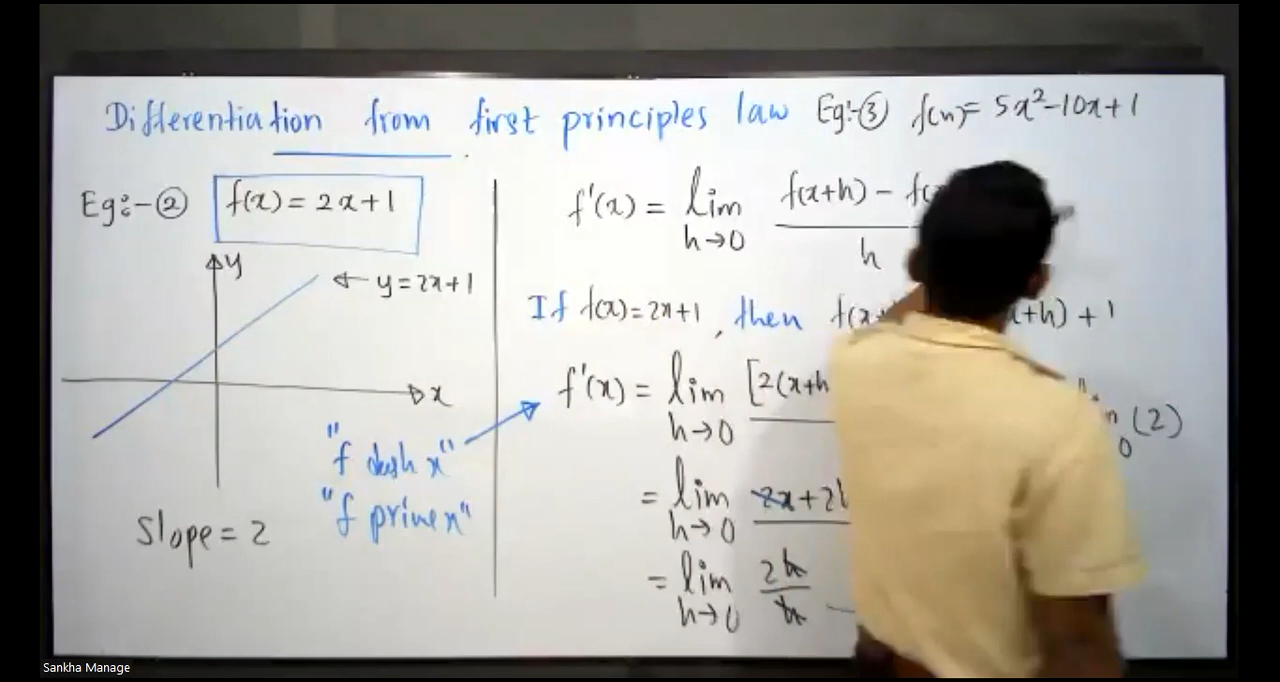 Differentiation from first principles law Eg:-③ f(x)= 5x²-10x+1
Eg:-② f(x) = 2x+1
y
← y=2x+1
x
"f dash x"
"f prime x"
Slope = 2
f'(x) = lim f(x+h) - f(
h→0 h
If f(x)=2x+1, then f(x+ x+h) + 1
f'(x) = lim [2(x+h
h→0
(2)
0
= lim 2x+2h
h→0
= lim 2h
h→0 h
Sankha Manage